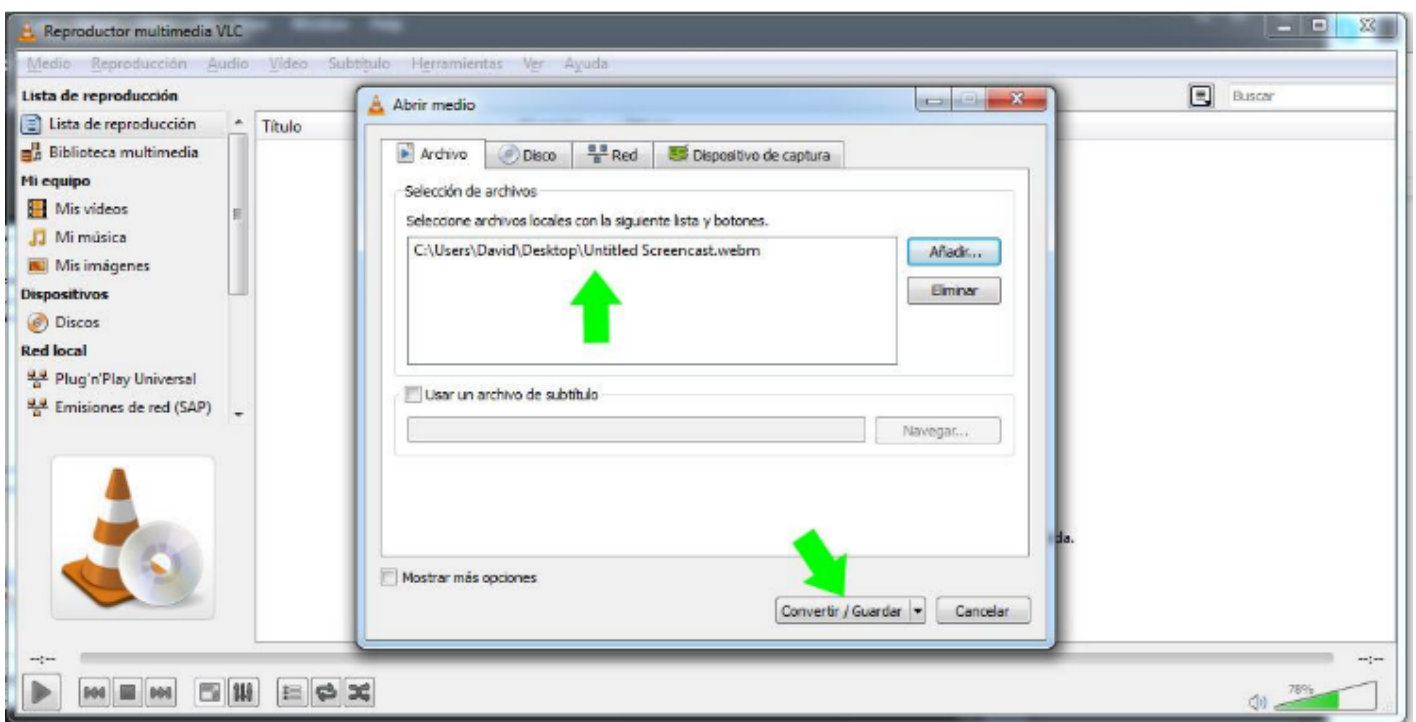 Reproductor multimedia VLC
Medio Reproducción Audio Vídeo Subtítulo Herramientas Ver Ayuda
Lista de reproducción
Buscar
Lista de reproducción
Título
Biblioteca multimedia
Mi equipo
Mis vídeos
Mi música
Mis imágenes
Dispositivos
Discos
Red local
Plug'n'Play Universal
Emisiones de red (SAP)
Abrir medio
Archivo Disco Red Dispositivo de captura
Selección de archivos
Seleccione archivos locales con la siguiente lista y botones.
C:\Users\David\Desktop\Untitled Screencast.webm
Añadir...
Eliminar
Usar un archivo de subtítulo
Navegar...
da.
Mostrar más opciones
Convertir / Guardar Cancelar
--:-- --:--
78%